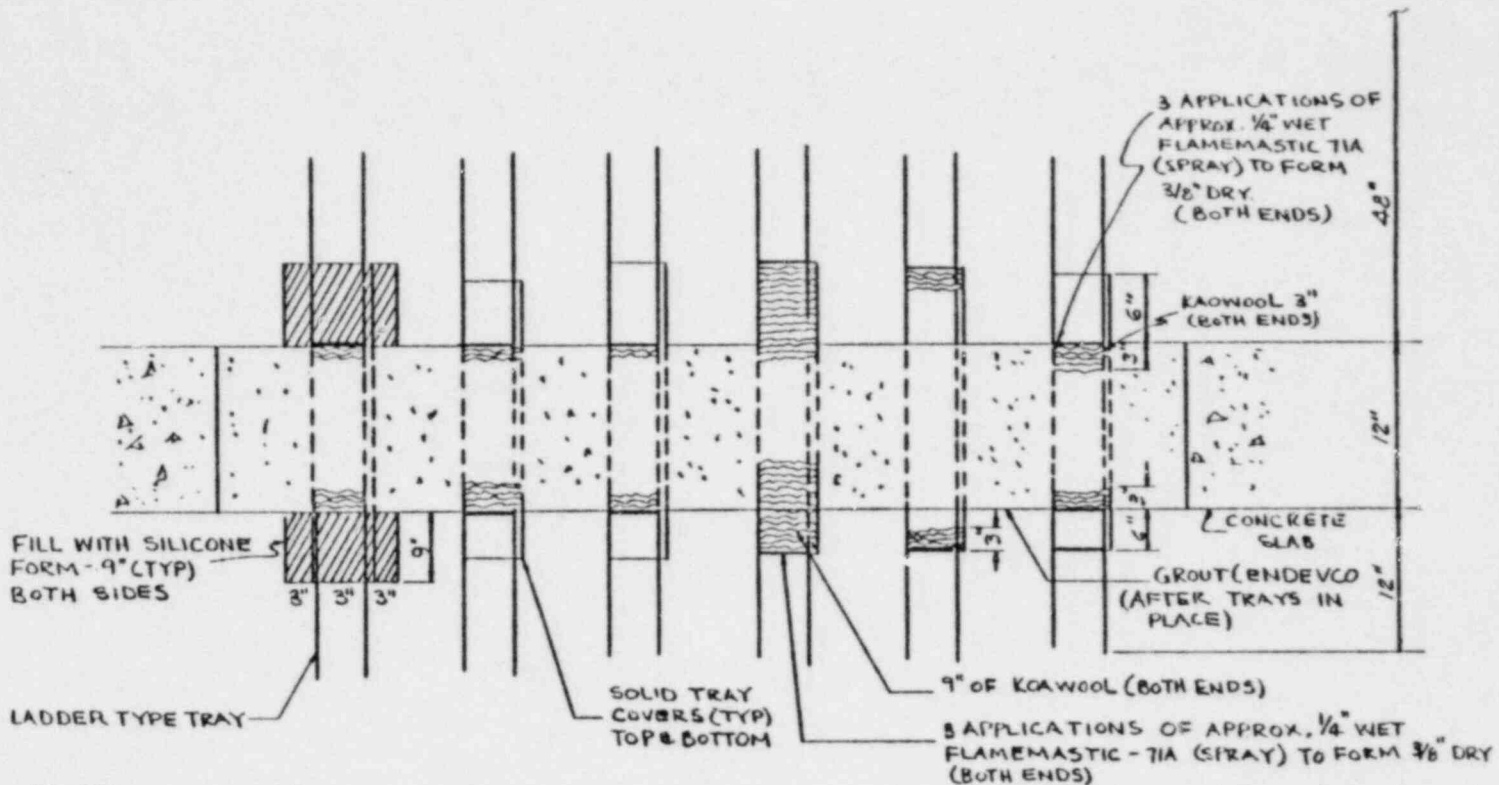 3 APPLICATIONS OF
APPROX. 1/4" WET
FLAMEMASTIC 71A
(SPRAY) TO FORM
3/8" DRY.
(BOTH ENDS)
48"
6"
KAOWOOL 3"
(BOTH ENDS)
3"
12"
3"
6"
CONCRETE
SLAB
FILL WITH SILICONE
FORM - 9" (TYP)
BOTH SIDES
9"
3" 3" 3"
3"
GROUT (ENDEVCO
(AFTER TRAYS IN
PLACE)
12"
LADDER TYPE TRAY
SOLID TRAY
COVERS (TYP)
TOP & BOTTOM
9" OF KOAWOOL (BOTH ENDS)
3 APPLICATIONS OF APPROX. 1/4" WET
FLAMEMASTIC - 71A (SPRAY) TO FORM 3/8" DRY
(BOTH ENDS)